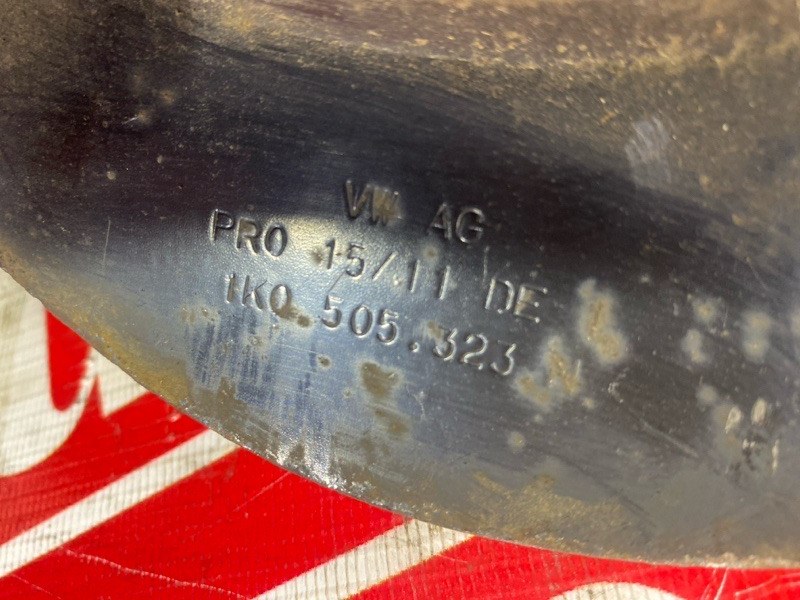 VW AG
PRO 15/11 DE
1K0 505.323 N